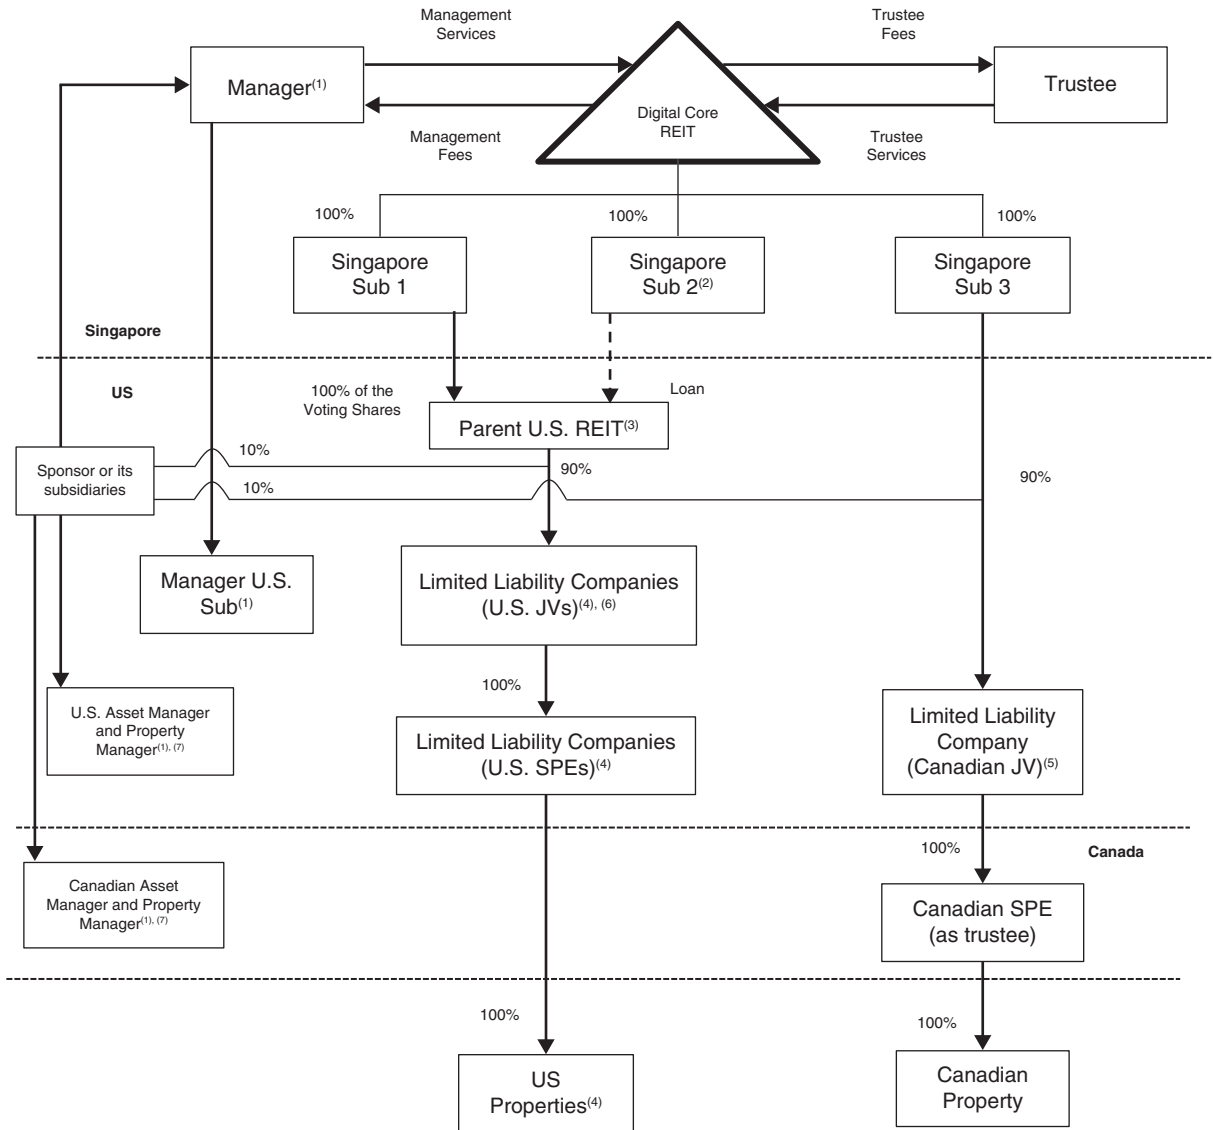 Management
Services
Trustee
Fees
Manager(1)
Digital Core
REIT
Trustee
Management
Fees
Trustee
Services
100%
100%
100%
Singapore
Sub 1
Singapore
Sub 2(2)
Singapore
Sub 3
Singapore
US
100% of the
Voting Shares
Loan
Parent U.S. REIT(3)
10%
90%
90%
Sponsor or its
subsidiaries
10%
Manager U.S.
Sub(1)
Limited Liability Companies
(U.S. JVs)(4), (6)
100%
U.S. Asset Manager
and Property
Manager(1), (7)
Limited Liability Companies
(U.S. SPEs)(4)
Limited Liability
Company
(Canadian JV)(5)
100%
Canada
Canadian Asset
Manager and Property
Manager(1), (7)
Canadian SPE
(as trustee)
100%
100%
US
Properties(4)
Canadian
Property